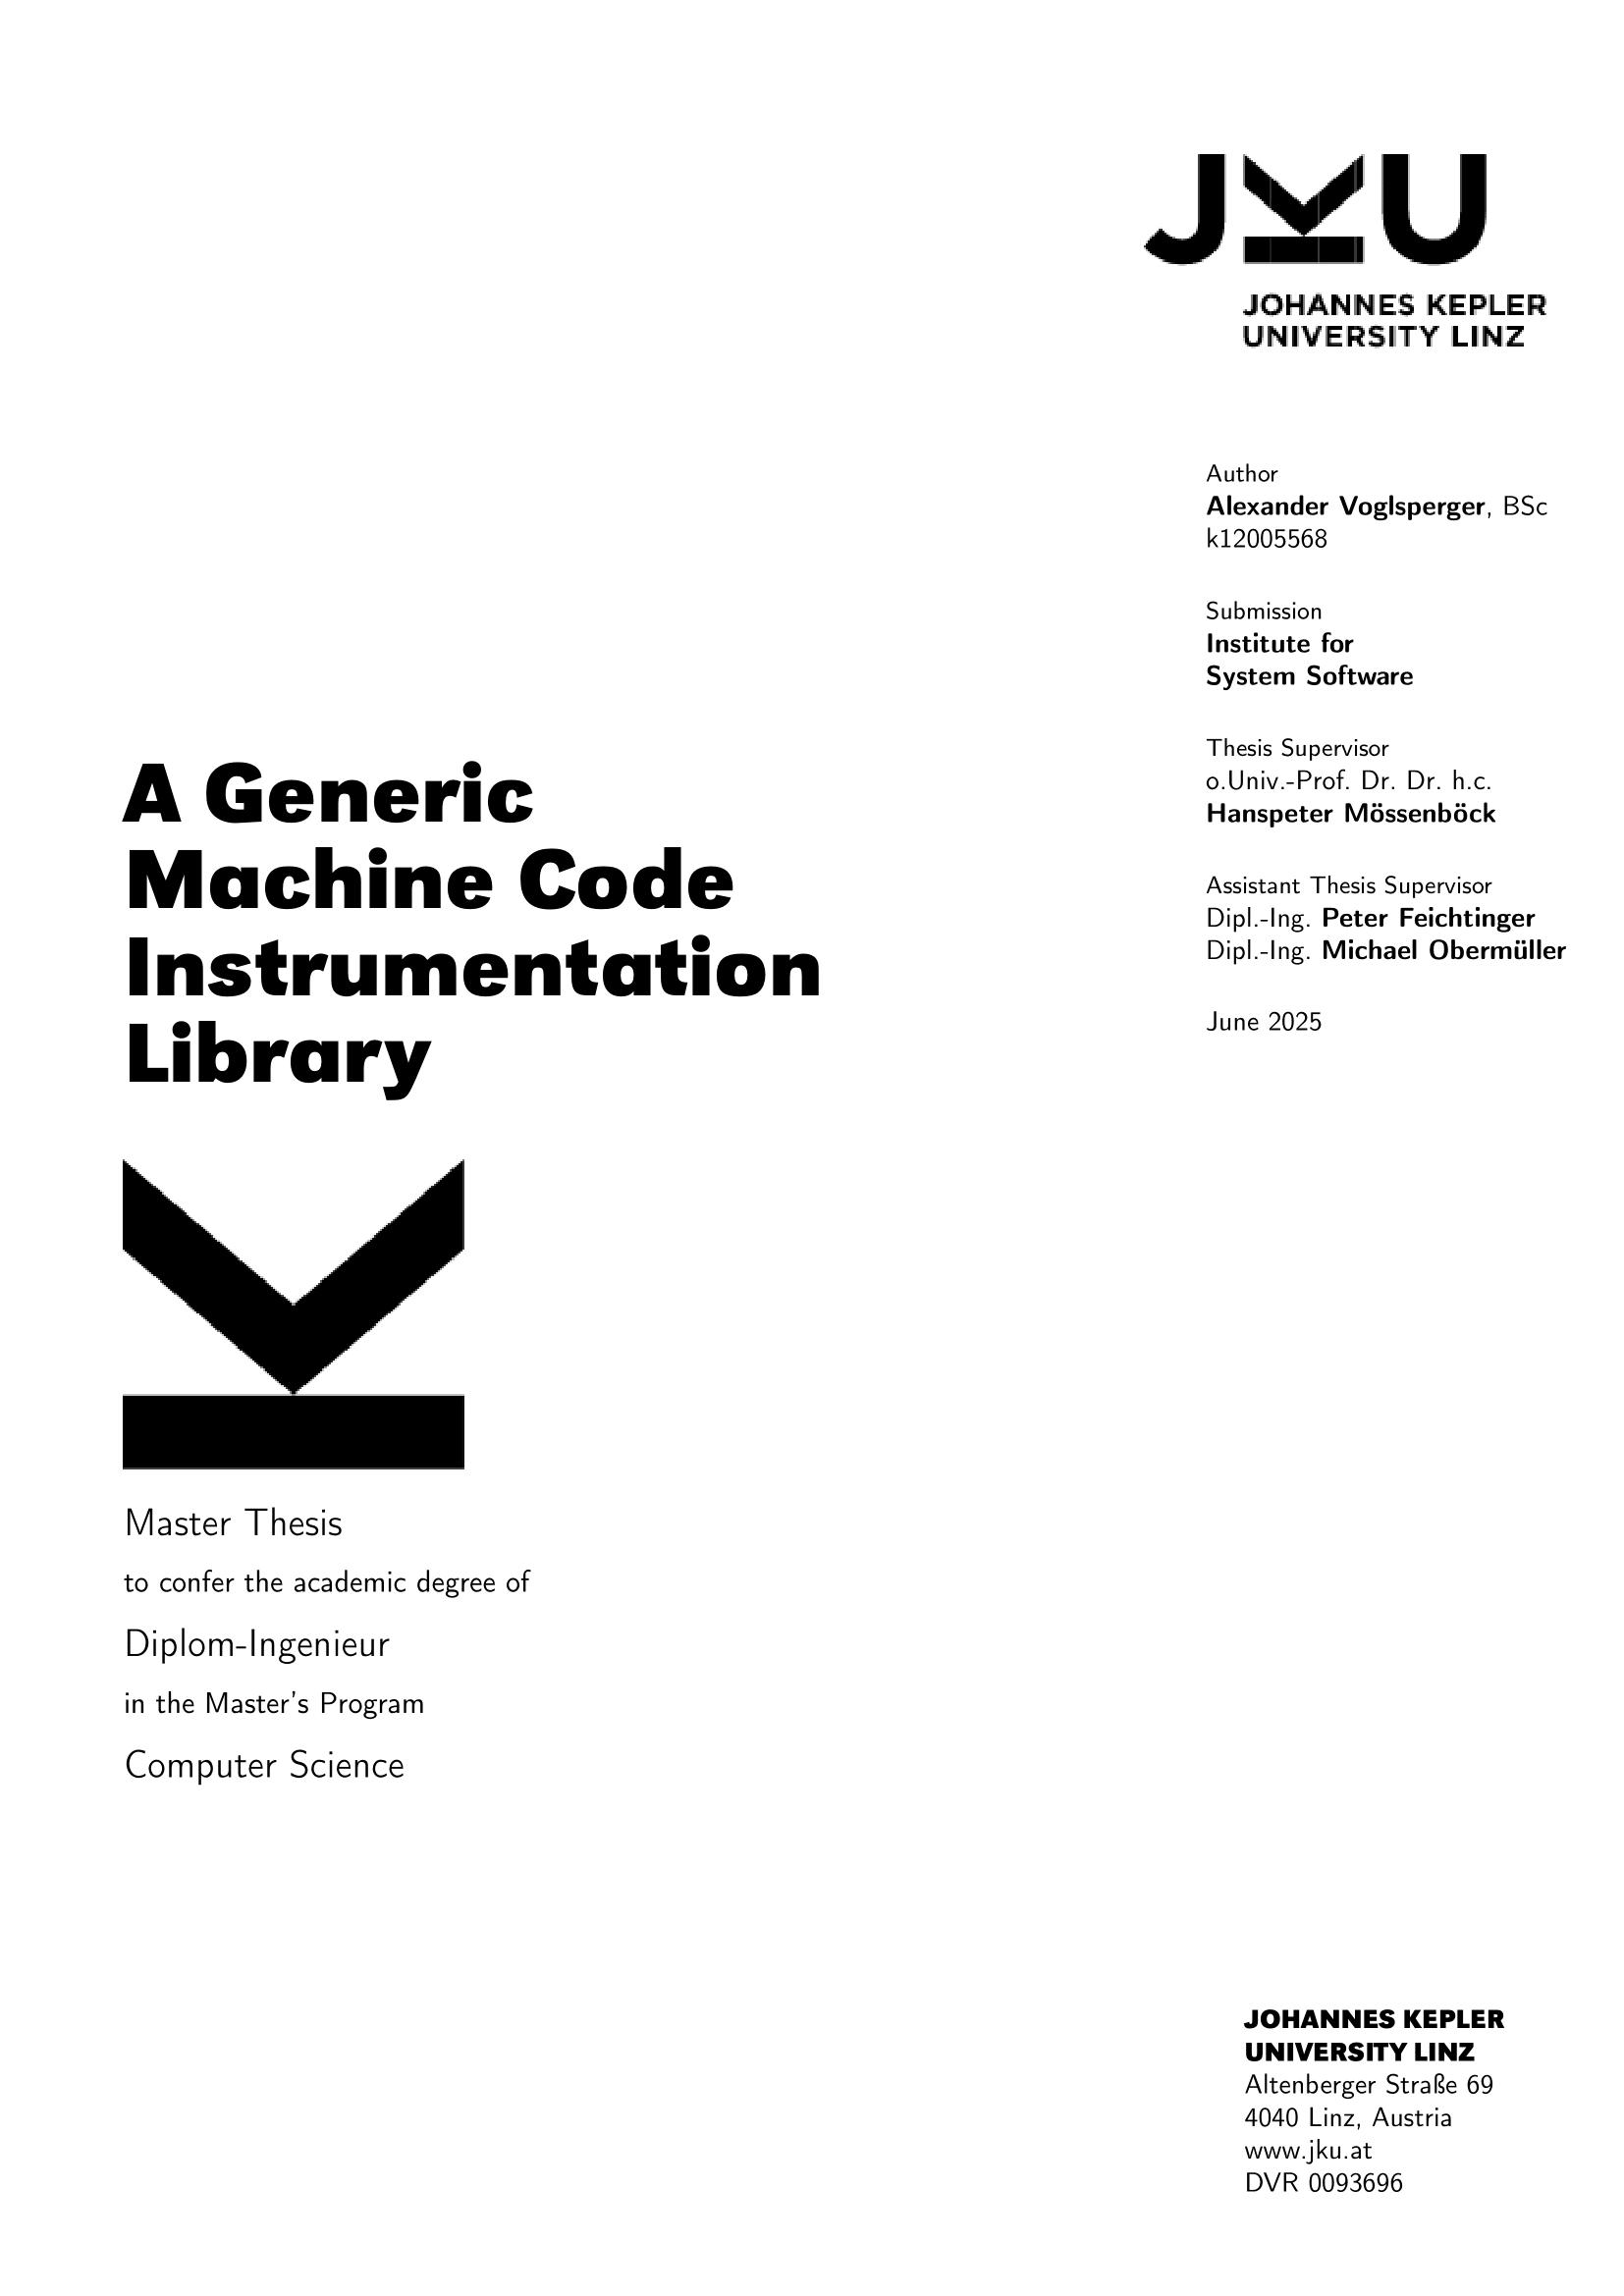 JKU
JOHANNES KEPLER
UNIVERSITY LINZ
Author
Alexander Voglsperger, BSc
k12005568
Submission
Institute for
System Software
Thesis Supervisor
o.Univ.-Prof. Dr. Dr. h.c.
Hanspeter Mössenböck
Assistant Thesis Supervisor
Dipl.-Ing. Peter Feichtinger
Dipl.-Ing. Michael Obermüller
June 2025
A Generic
Machine Code
Instrumentation
Library
Master Thesis
to confer the academic degree of
Diplom-Ingenieur
in the Master's Program
Computer Science
JOHANNES KEPLER
UNIVERSITY LINZ
Altenberger Straße 69
4040 Linz, Austria
www.jku.at
DVR 0093696